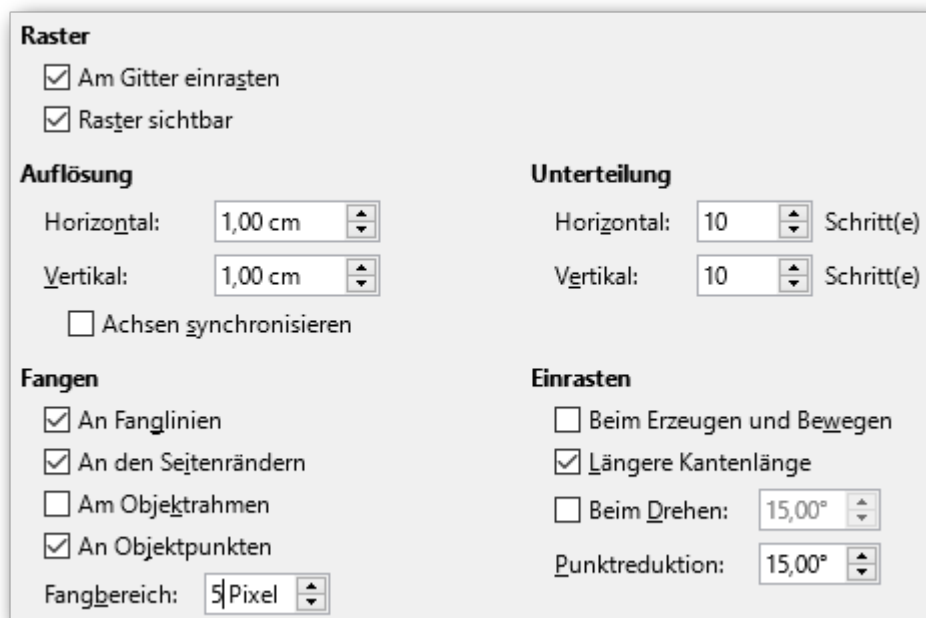 Raster
Am Gitter einrasten
Raster sichtbar
Auflösung
Horizontal: 1,00 cm
Vertikal: 1,00 cm
Achsen synchronisieren
Unterteilung
Horizontal: 10 Schritt(e)
Vertikal: 10 Schritt(e)
Fangen
An Fanglinien
An den Seitenrändern
Am Objektrahmen
An Objektpunkten
Fangbereich: 5 Pixel
Einrasten
Beim Erzeugen und Bewegen
Längere Kantenlänge
Beim Drehen: 15,00°
Punktreduktion: 15,00°